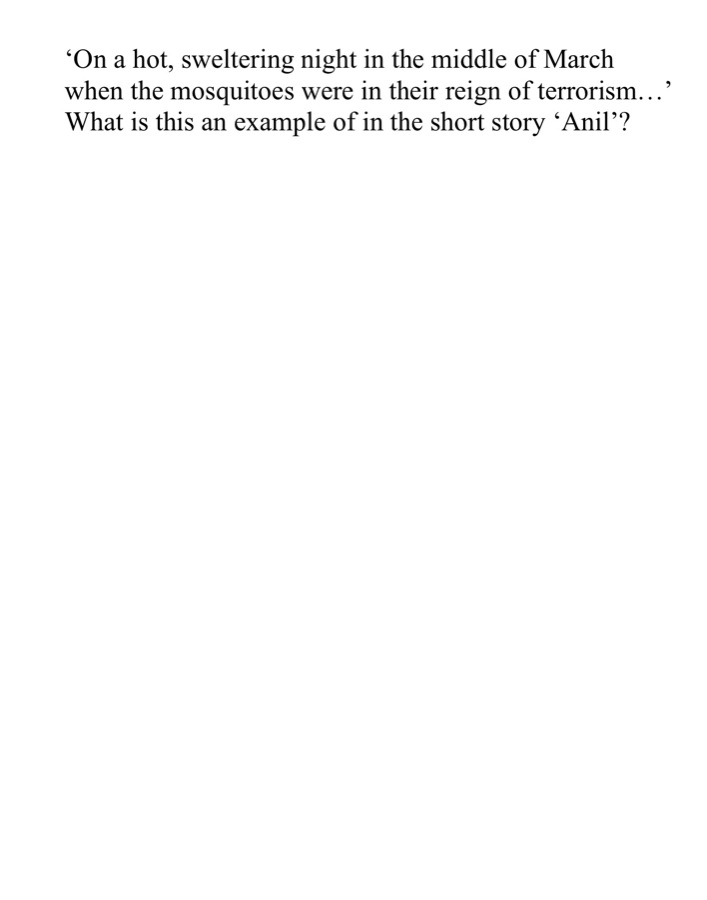 ‘On a hot, sweltering night in the middle of March
when the mosquitoes were in their reign of terrorism…’
What is this an example of in the short story ‘Anil’?